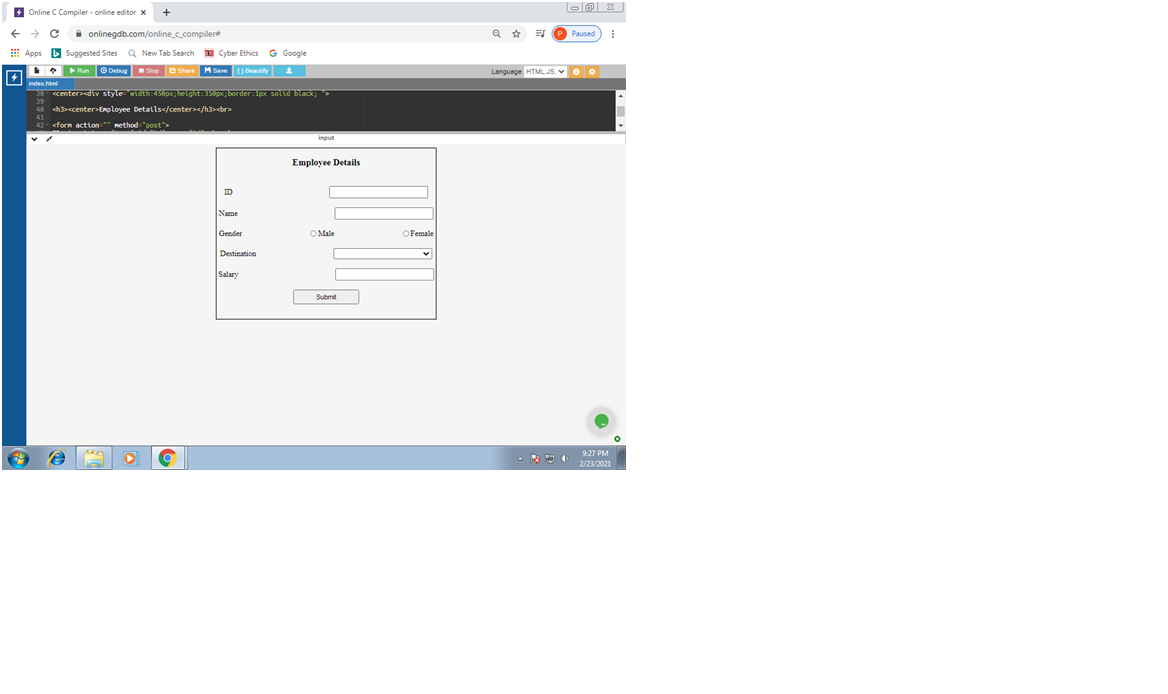 Online C Compiler - online editor
onlinegdb.com/online_c_compiler#
P Paused
Apps Suggested Sites New Tab Search Cyber Ethics Google
Run Debug Stop Share Save { } Beautify Language HTML,JS,
index.html
38 <center><div style="width:450px;height:350px;border:1px solid black; ">
39
40 <h3><center>Employee Details</center></h3><br>
41
42 <form action="" method="post">
input
Employee Details
ID
Name
Gender Male Female
Destination
Salary
Submit
9:27 PM
2/23/2021